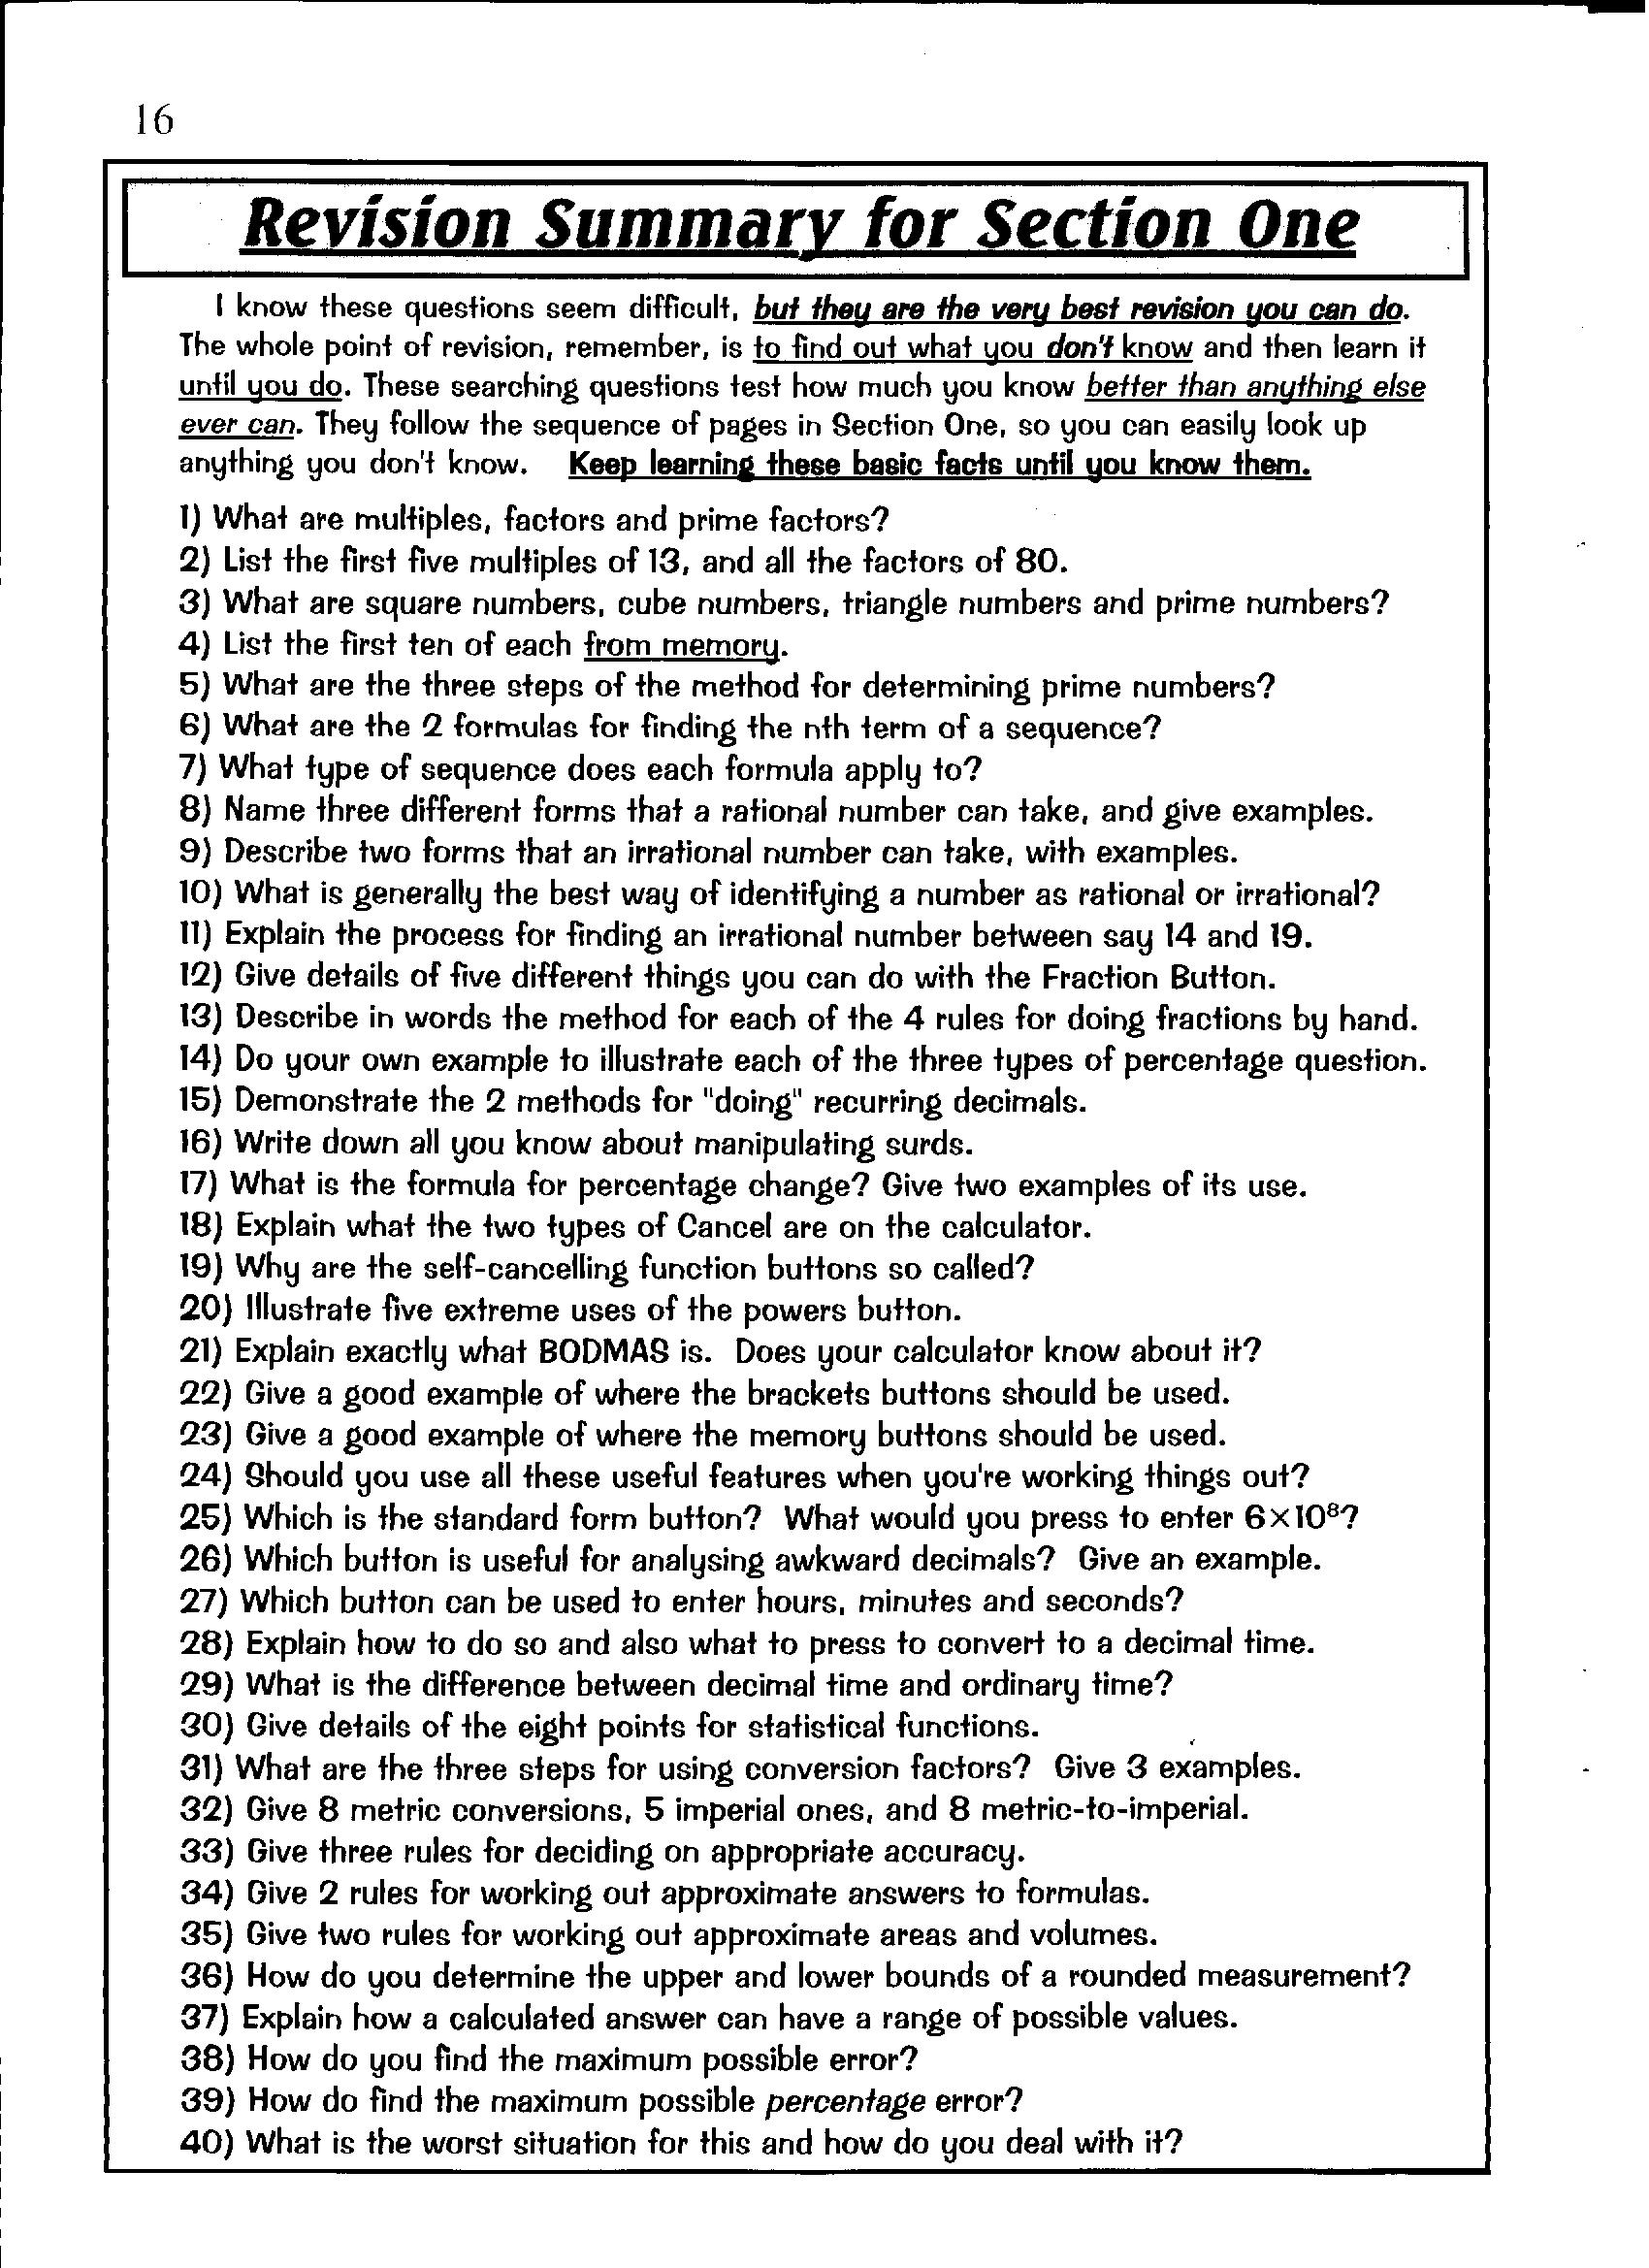 16
Revision Summary for Section One
I know these questions seem difficult, but they are the very best revision you can do.
The whole point of revision, remember, is to find out what you don't know and then learn it
until you do. These searching questions test how much you know better than anything else
ever can. They follow the sequence of pages in Section One, so you can easily look up
anything you don't know. Keep learning these basic facts until you know them.
1) What are multiples, factors and prime factors?
2) List the first five multiples of 13, and all the factors of 80.
3) What are square numbers, cube numbers, triangle numbers and prime numbers?
4) List the first ten of each from memory.
5) What are the three steps of the method for determining prime numbers?
6) What are the 2 formulas for finding the nth term of a sequence?
7) What type of sequence does each formula apply to?
8) Name three different forms that a rational number can take, and give examples.
9) Describe two forms that an irrational number can take, with examples.
10) What is generally the best way of identifying a number as rational or irrational?
11) Explain the process for finding an irrational number between say 14 and 19.
12) Give details of five different things you can do with the Fraction Button.
13) Describe in words the method for each of the 4 rules for doing fractions by hand.
14) Do your own example to illustrate each of the three types of percentage question.
15) Demonstrate the 2 methods for "doing" recurring decimals.
16) Write down all you know about manipulating surds.
17) What is the formula for percentage change? Give two examples of its use.
18) Explain what the two types of Cancel are on the calculator.
19) Why are the self-cancelling function buttons so called?
20) Illustrate five extreme uses of the powers button.
21) Explain exactly what BODMAS is. Does your calculator know about it?
22) Give a good example of where the brackets buttons should be used.
23) Give a good example of where the memory buttons should be used.
24) Should you use all these useful features when you're working things out?
25) Which is the standard form button? What would you press to enter 6×10⁸?
26) Which button is useful for analysing awkward decimals? Give an example.
27) Which button can be used to enter hours, minutes and seconds?
28) Explain how to do so and also what to press to convert to a decimal time.
29) What is the difference between decimal time and ordinary time?
30) Give details of the eight points for statistical functions.
31) What are the three steps for using conversion factors? Give 3 examples.
32) Give 8 metric conversions, 5 imperial ones, and 8 metric-to-imperial.
33) Give three rules for deciding on appropriate accuracy.
34) Give 2 rules for working out approximate answers to formulas.
35) Give two rules for working out approximate areas and volumes.
36) How do you determine the upper and lower bounds of a rounded measurement?
37) Explain how a calculated answer can have a range of possible values.
38) How do you find the maximum possible error?
39) How do find the maximum possible percentage error?
40) What is the worst situation for this and how do you deal with it?